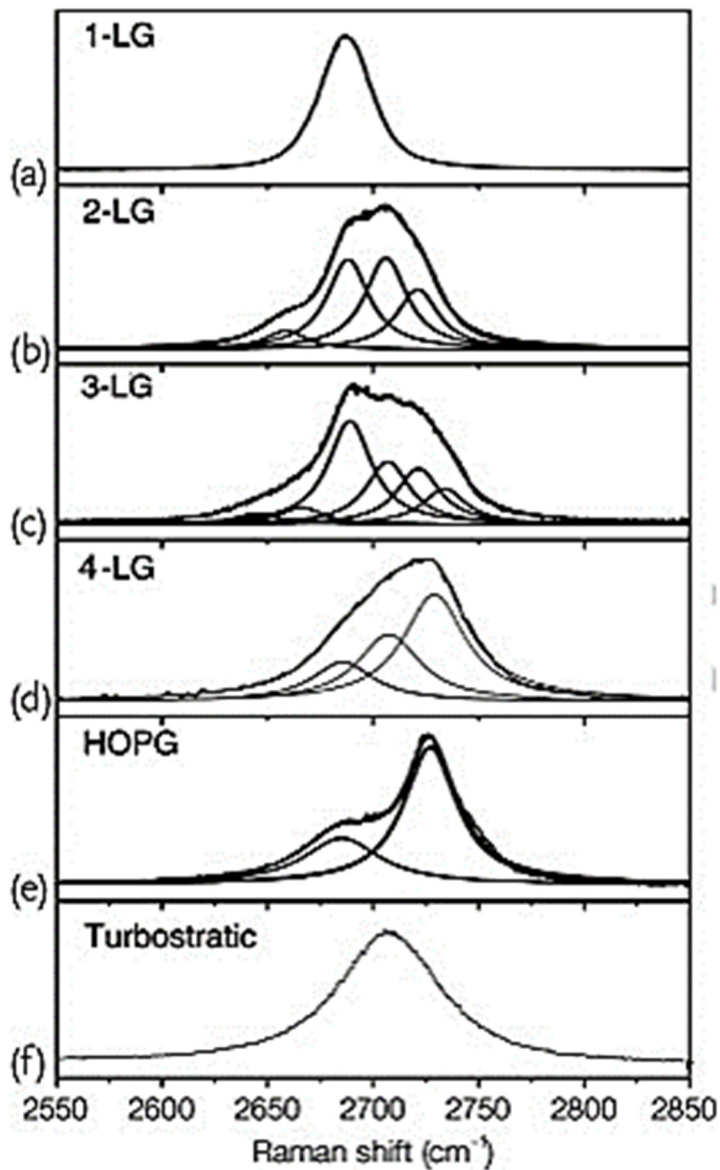 1-LG
(a)
2-LG
(b)
3-LG
(c)
4-LG
(d)
HOPG
(e)
Turbostratic
(f)
2550 2600 2650 2700 2750 2800 2850
Raman shift (cm⁻¹)